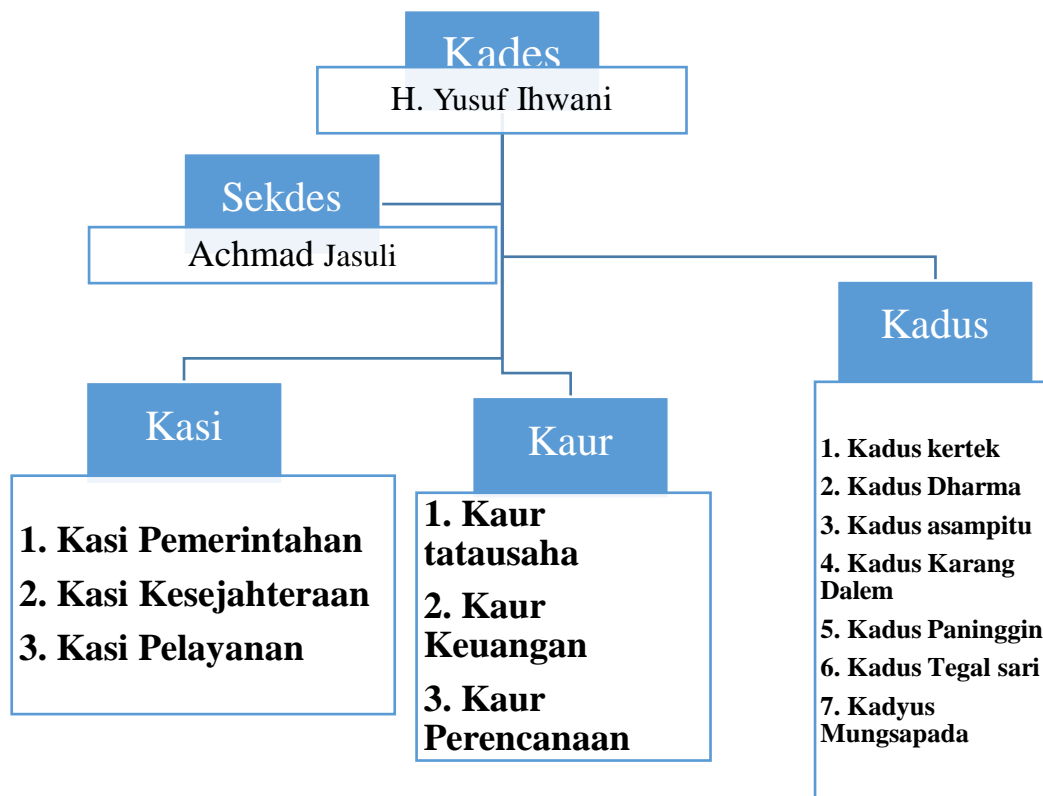 Kades
H. Yusuf Ihwani
Sekdes
Achmad Jasuli
Kasi
1. Kasi Pemerintahan
2. Kasi Kesejahteraan
3. Kasi Pelayanan
Kaur
1. Kaur
tatausaha
2. Kaur
Keuangan
3. Kaur
Perencanaan
Kadus
1. Kadus kertek
2. Kadus Dharma
3. Kadus asampitu
4. Kadus Karang
Dalem
5. Kadus Paninggin
6. Kadus Tegal sari
7. Kadyus
Mungsapada